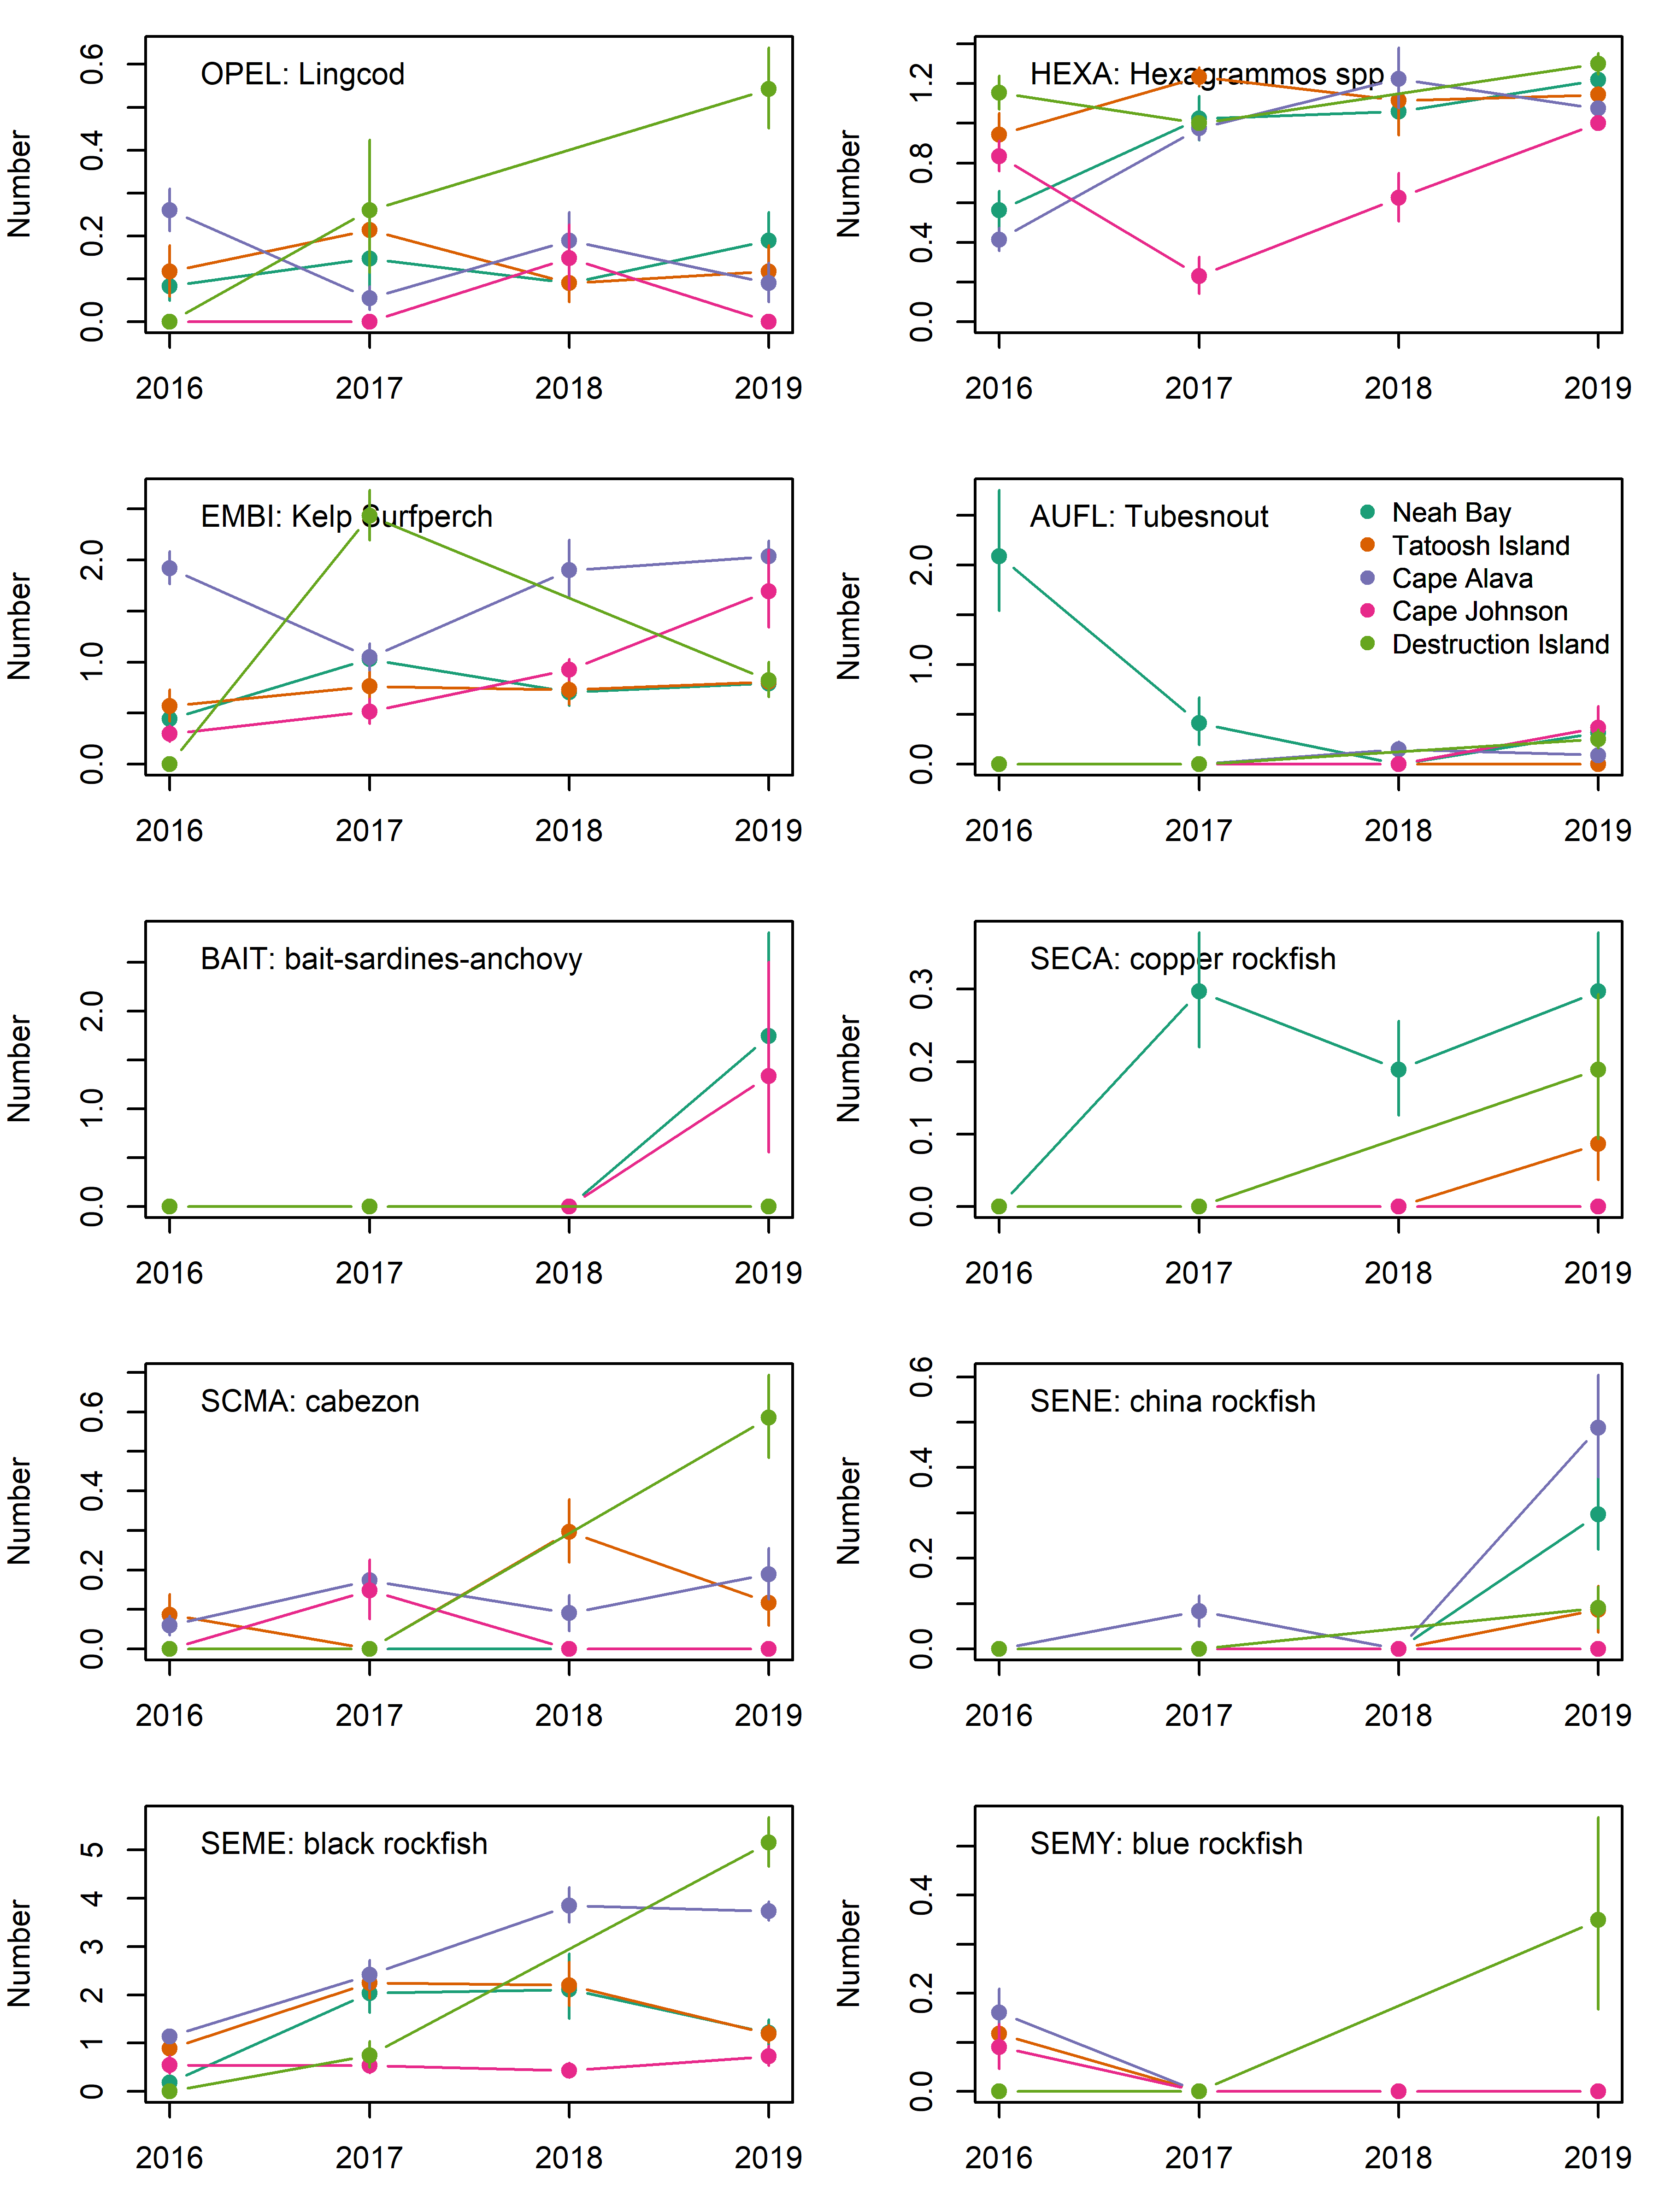 OPEL: Lingcod
Number
0.0 0.2 0.4 0.6
2016 2017 2018 2019
HEXA: Hexagrammos spp
Number
0.0 0.4 0.8 1.2
2016 2017 2018 2019
EMBI: Kelp Surfperch
Number
0.0 1.0 2.0
2016 2017 2018 2019
AUFL: Tubesnout
Neah Bay
Tatoosh Island
Cape Alava
Cape Johnson
Destruction Island
Number
0.0 1.0 2.0
2016 2017 2018 2019
BAIT: bait-sardines-anchovy
Number
0.0 1.0 2.0
2016 2017 2018 2019
SECA: copper rockfish
Number
0.0 0.1 0.2 0.3
2016 2017 2018 2019
SCMA: cabezon
Number
0.0 0.2 0.4 0.6
2016 2017 2018 2019
SENE: china rockfish
Number
0.0 0.2 0.4 0.6
2016 2017 2018 2019
SEME: black rockfish
Number
0 1 2 3 4 5
2016 2017 2018 2019
SEMY: blue rockfish
Number
0.0 0.2 0.4
2016 2017 2018 2019